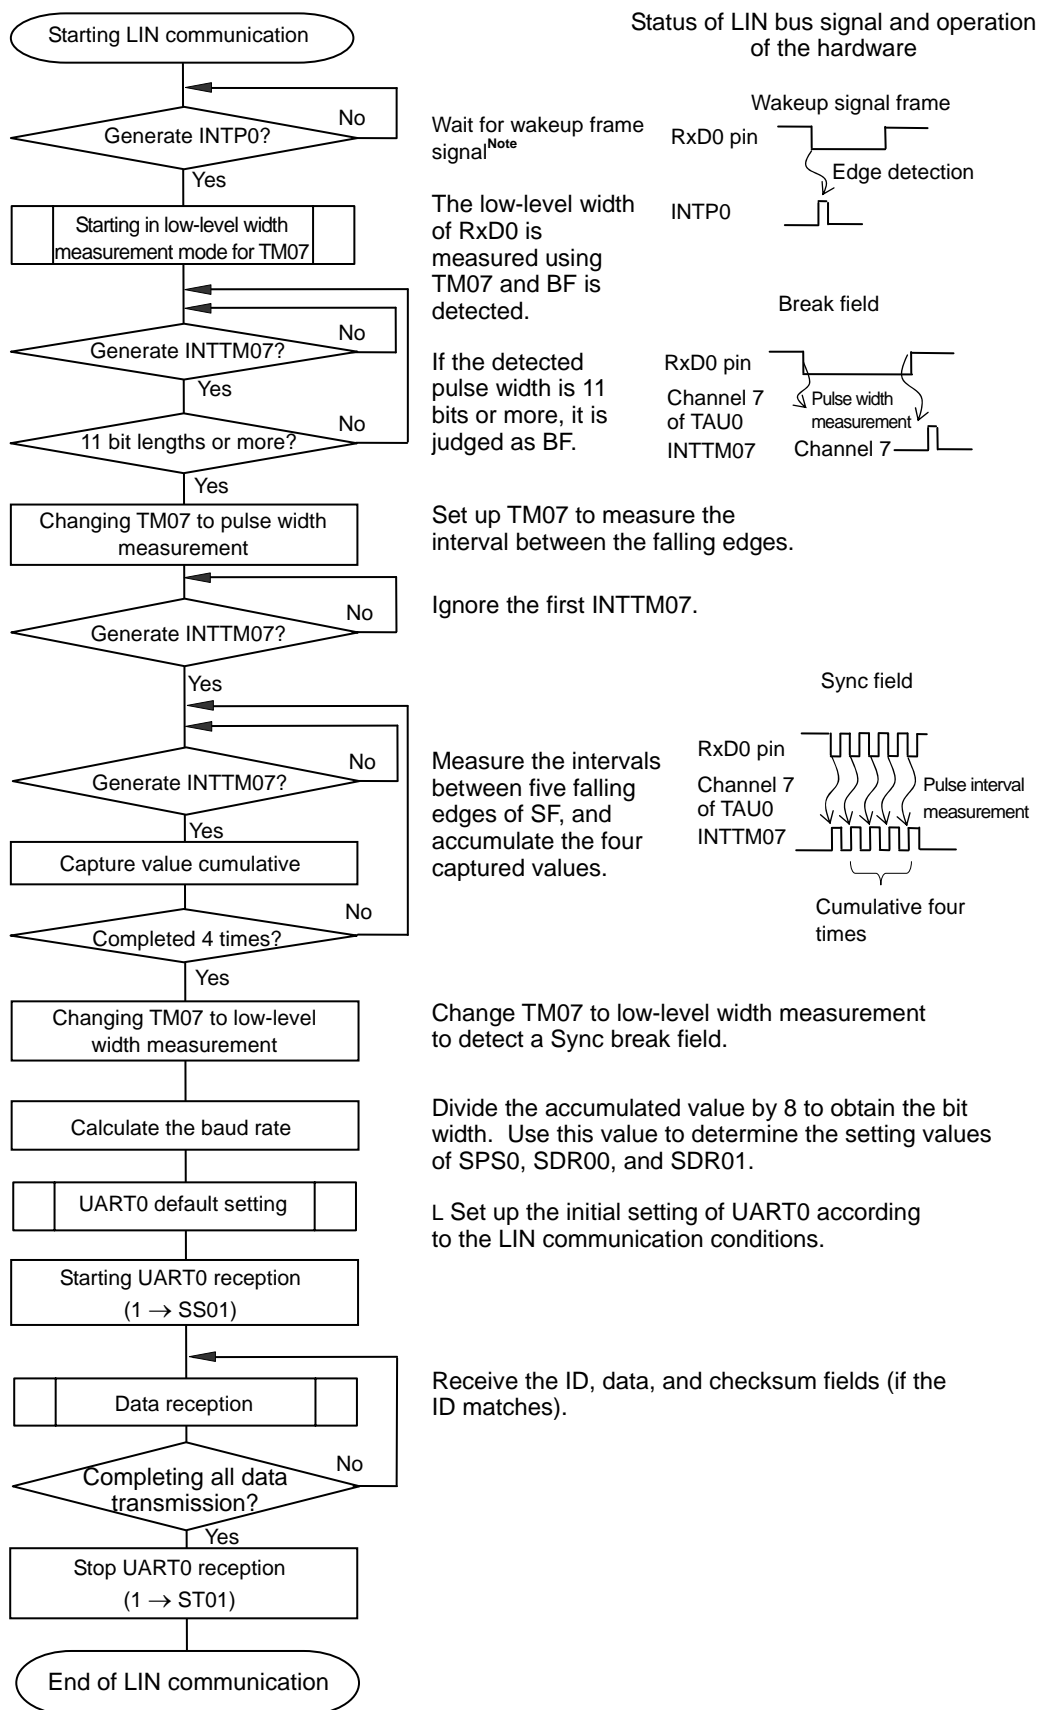 Starting LIN communication
Status of LIN bus signal and operation
of the hardware
Generate INTP0?
No
Yes
Wait for wakeup frame
signalNote
Wakeup signal frame
RxD0 pin
Edge detection
INTP0
Starting in low-level width
measurement mode for TM07
The low-level width
of RxD0 is
measured using
TM07 and BF is
detected.
Generate INTTM07?
No
Yes
11 bit lengths or more?
No
Yes
If the detected
pulse width is 11
bits or more, it is
judged as BF.
Break field
RxD0 pin
Channel 7
of TAU0
INTTM07
Pulse width
measurement
Channel 7
Changing TM07 to pulse width
measurement
Set up TM07 to measure the
interval between the falling edges.
Generate INTTM07?
No
Yes
Ignore the first INTTM07.
Generate INTTM07?
No
Yes
Capture value cumulative
Completed 4 times?
No
Yes
Measure the intervals
between five falling
edges of SF, and
accumulate the four
captured values.
Sync field
RxD0 pin
Channel 7
of TAU0
INTTM07
Pulse interval
measurement
Cumulative four
times
Changing TM07 to low-level
width measurement
Change TM07 to low-level width measurement
to detect a Sync break field.
Calculate the baud rate
Divide the accumulated value by 8 to obtain the bit
width. Use this value to determine the setting values
of SPS0, SDR00, and SDR01.
UART0 default setting
L Set up the initial setting of UART0 according
to the LIN communication conditions.
Starting UART0 reception
(1 → SS01)
Data reception
Receive the ID, data, and checksum fields (if the
ID matches).
Completing all data
transmission?
No
Yes
Stop UART0 reception
(1 → ST01)
End of LIN communication